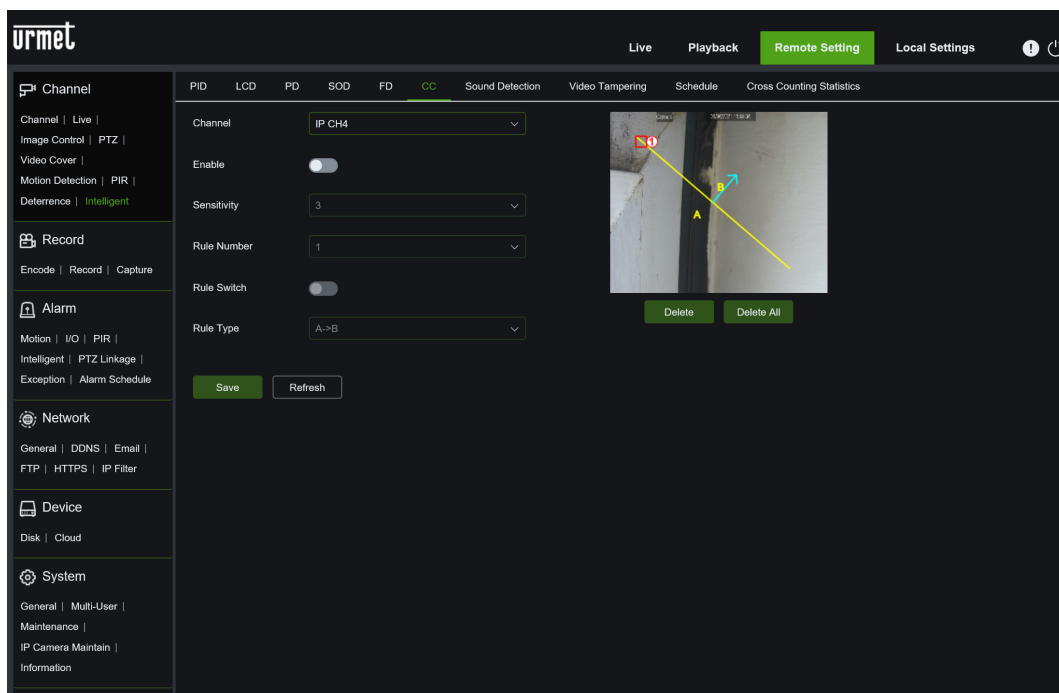 urmet
Live Playback Remote Setting Local Settings
Channel
Channel | Live |
Image Control | PTZ |
Video Cover |
Motion Detection | PIR |
Deterrence | Intelligent
Record
Encode | Record | Capture
Alarm
Motion | I/O | PIR |
Intelligent | PTZ Linkage |
Exception | Alarm Schedule
Network
General | DDNS | Email |
FTP | HTTPS | IP Filter
Device
Disk | Cloud
System
General | Multi-User |
Maintenance |
IP Camera Maintain |
Information
PID LCD PD SOD FD CC Sound Detection Video Tampering Schedule Cross Counting Statistics
Channel IP CH4
Enable
Sensitivity 3
Rule Number 1
Rule Switch
Rule Type A->B
Save Refresh
1
B
A
Delete Delete All